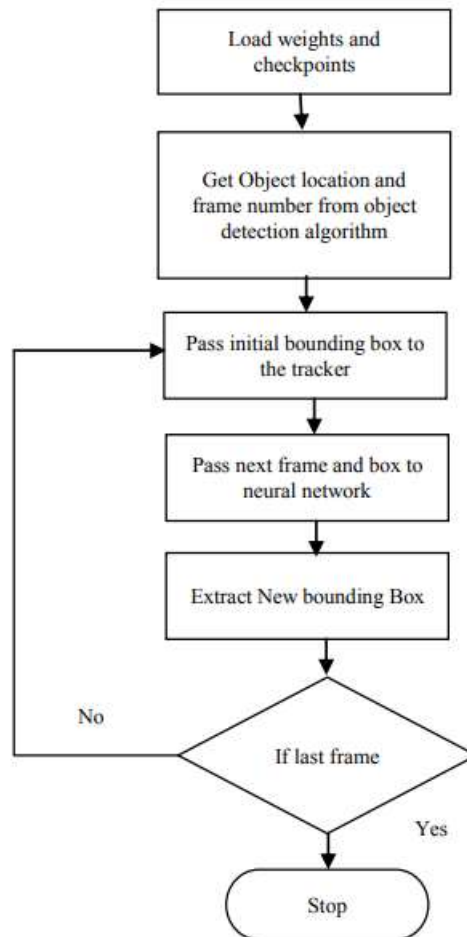 Load weights and
checkpoints
Get Object location and
frame number from object
detection algorithm
Pass initial bounding box to
the tracker
Pass next frame and box to
neural network
Extract New bounding Box
No
If last frame
Yes
Stop